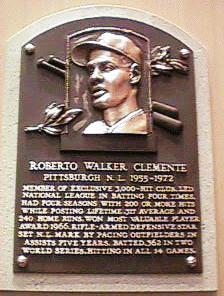 ROBERTO WALKER CLEMENTE
PITTSBURGH N. L. 1955-1972
MEMBER OF EXCLUSIVE 3,000-HIT CLUB. LED
NATIONAL LEAGUE IN BATTING FOUR TIMES.
HAD FOUR SEASONS WITH 200 OR MORE HITS
WHILE POSTING LIFETIME .317 AVERAGE AND
240 HOME RUNS. WON MOST VALUABLE PLAYER
AWARD 1966. RIFLE-ARMED DEFENSIVE STAR
SET N.L. MARK BY PACING OUTFIELDERS IN
ASSISTS FIVE YEARS. BATTED .362 IN TWO
WORLD SERIES, HITTING IN ALL 14 GAMES.